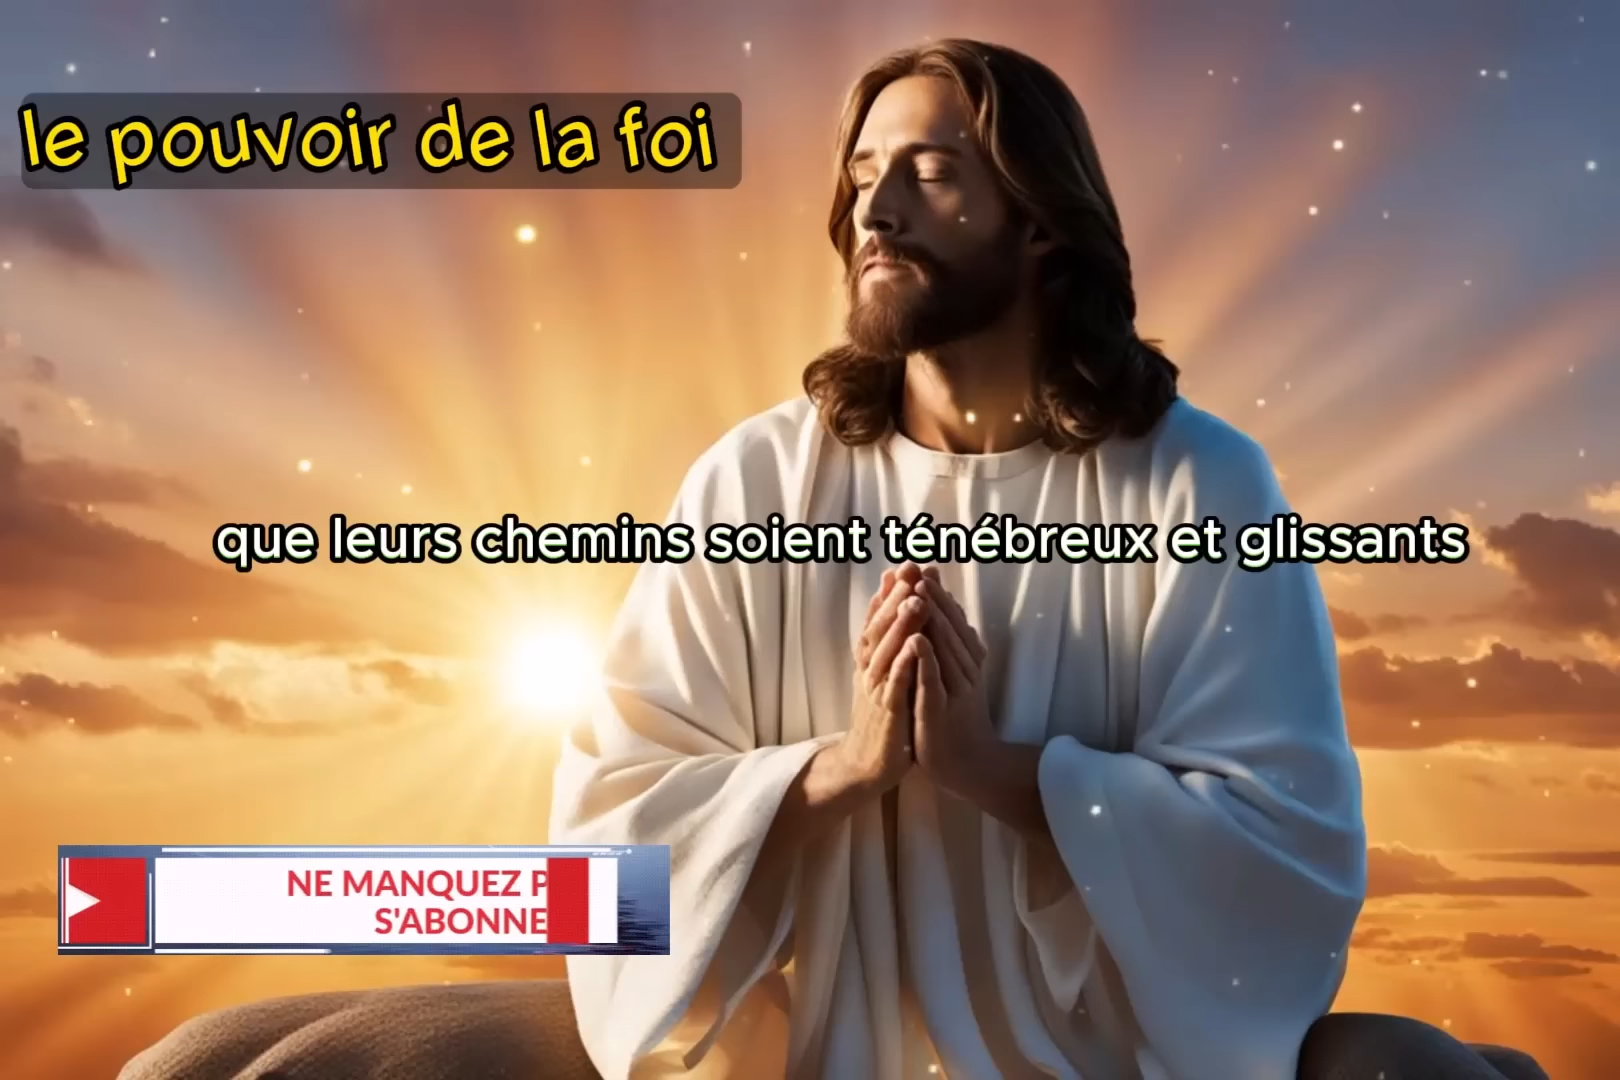 le pouvoir de la foi
que leurs chemins soient ténébreux et glissants
NE MANQUEZ
S'ABONNE